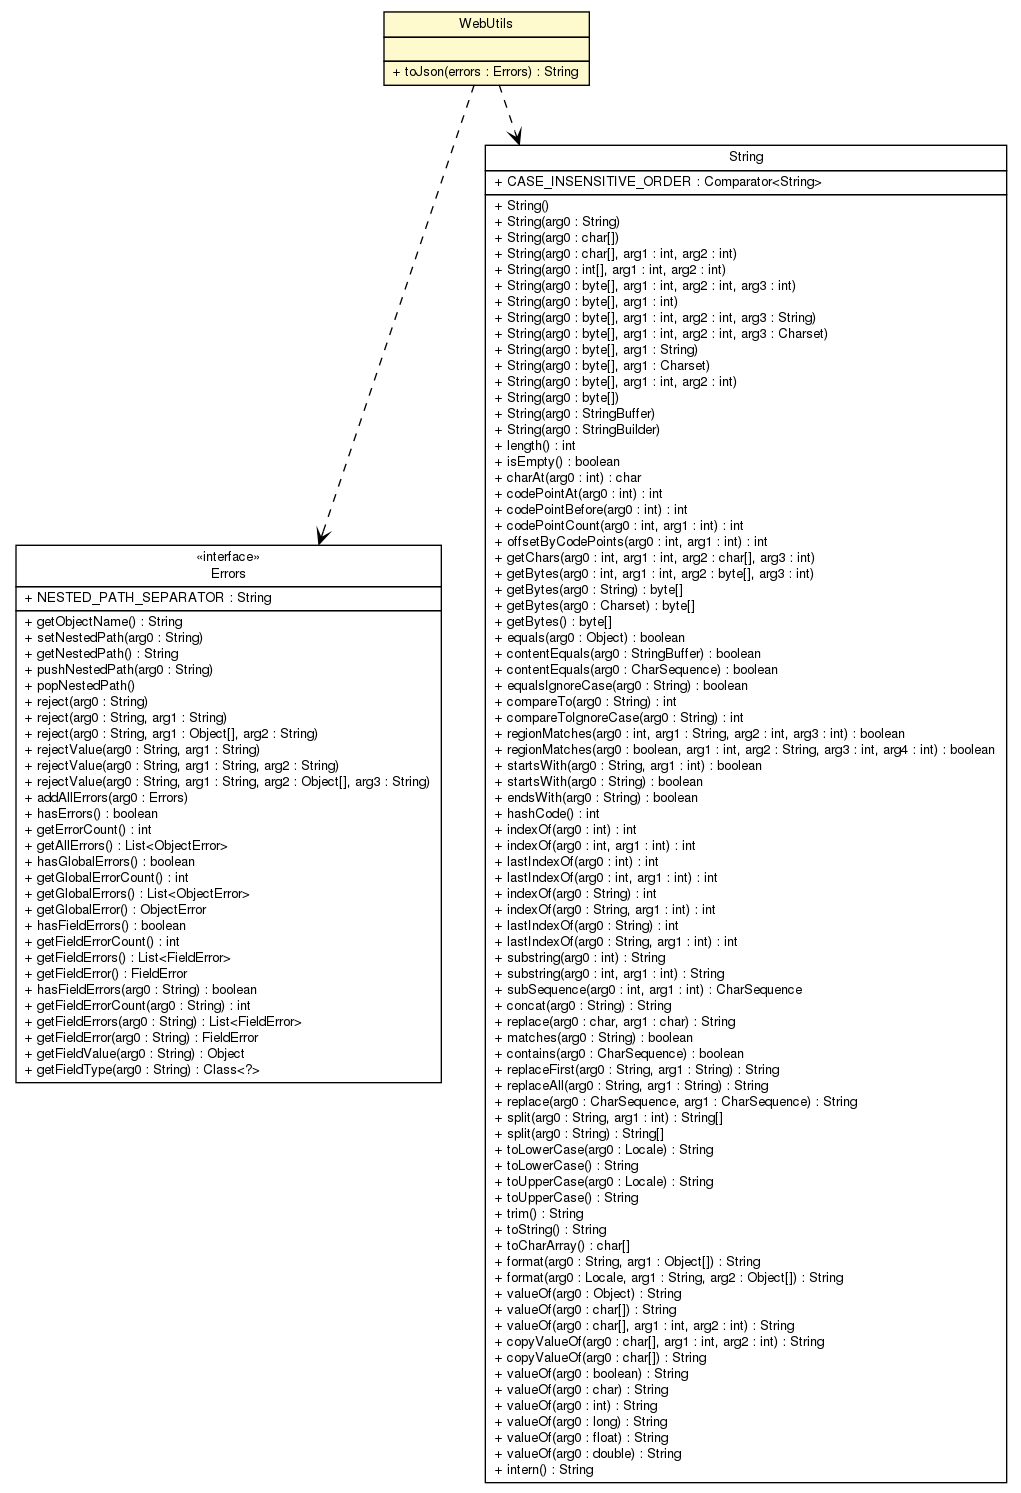 WebUtils
+ toJson(errors : Errors) : String
String
+ CASE_INSENSITIVE_ORDER : Comparator<String>
+ String()
+ String(arg0 : String)
+ String(arg0 : char[])
+ String(arg0 : char[], arg1 : int, arg2 : int)
+ String(arg0 : int[], arg1 : int, arg2 : int)
+ String(arg0 : byte[], arg1 : int, arg2 : int, arg3 : int)
+ String(arg0 : byte[], arg1 : int)
+ String(arg0 : byte[], arg1 : int, arg2 : int, arg3 : String)
+ String(arg0 : byte[], arg1 : int, arg2 : int, arg3 : Charset)
+ String(arg0 : byte[], arg1 : String)
+ String(arg0 : byte[], arg1 : Charset)
+ String(arg0 : byte[], arg1 : int, arg2 : int)
+ String(arg0 : byte[])
+ String(arg0 : StringBuffer)
+ String(arg0 : StringBuilder)
+ length() : int
+ isEmpty() : boolean
+ charAt(arg0 : int) : char
+ codePointAt(arg0 : int) : int
+ codePointBefore(arg0 : int) : int
+ codePointCount(arg0 : int, arg1 : int) : int
+ offsetByCodePoints(arg0 : int, arg1 : int) : int
+ getChars(arg0 : int, arg1 : int, arg2 : char[], arg3 : int)
+ getBytes(arg0 : int, arg1 : int, arg2 : byte[], arg3 : int)
+ getBytes(arg0 : String) : byte[]
+ getBytes(arg0 : Charset) : byte[]
+ getBytes() : byte[]
+ equals(arg0 : Object) : boolean
+ contentEquals(arg0 : StringBuffer) : boolean
+ contentEquals(arg0 : CharSequence) : boolean
+ equalsIgnoreCase(arg0 : String) : boolean
+ compareTo(arg0 : String) : int
+ compareToIgnoreCase(arg0 : String) : int
+ regionMatches(arg0 : int, arg1 : String, arg2 : int, arg3 : int) : boolean
+ regionMatches(arg0 : boolean, arg1 : int, arg2 : String, arg3 : int, arg4 : int) : boolean
+ startsWith(arg0 : String, arg1 : int) : boolean
+ startsWith(arg0 : String) : boolean
+ endsWith(arg0 : String) : boolean
+ hashCode() : int
+ indexOf(arg0 : int) : int
+ indexOf(arg0 : int, arg1 : int) : int
+ lastIndexOf(arg0 : int) : int
+ lastIndexOf(arg0 : int, arg1 : int) : int
+ indexOf(arg0 : String) : int
+ indexOf(arg0 : String, arg1 : int) : int
+ lastIndexOf(arg0 : String) : int
+ lastIndexOf(arg0 : String, arg1 : int) : int
+ substring(arg0 : int) : String
+ substring(arg0 : int, arg1 : int) : String
+ subSequence(arg0 : int, arg1 : int) : CharSequence
+ concat(arg0 : String) : String
+ replace(arg0 : char, arg1 : char) : String
+ matches(arg0 : String) : boolean
+ contains(arg0 : CharSequence) : boolean
+ replaceFirst(arg0 : String, arg1 : String) : String
+ replaceAll(arg0 : String, arg1 : String) : String
+ replace(arg0 : CharSequence, arg1 : CharSequence) : String
+ split(arg0 : String, arg1 : int) : String[]
+ split(arg0 : String) : String[]
+ toLowerCase(arg0 : Locale) : String
+ toLowerCase() : String
+ toUpperCase(arg0 : Locale) : String
+ toUpperCase() : String
+ trim() : String
+ toString() : String
+ toCharArray() : char[]
+ format(arg0 : String, arg1 : Object[]) : String
+ format(arg0 : Locale, arg1 : String, arg2 : Object[]) : String
+ valueOf(arg0 : Object) : String
+ valueOf(arg0 : char[]) : String
+ valueOf(arg0 : char[], arg1 : int, arg2 : int) : String
+ copyValueOf(arg0 : char[], arg1 : int, arg2 : int) : String
+ copyValueOf(arg0 : char[]) : String
+ valueOf(arg0 : boolean) : String
+ valueOf(arg0 : char) : String
+ valueOf(arg0 : int) : String
+ valueOf(arg0 : long) : String
+ valueOf(arg0 : float) : String
+ valueOf(arg0 : double) : String
+ intern() : String
«interface»
Errors
+ NESTED_PATH_SEPARATOR : String
+ getObjectName() : String
+ setNestedPath(arg0 : String)
+ getNestedPath() : String
+ pushNestedPath(arg0 : String)
+ popNestedPath()
+ reject(arg0 : String)
+ reject(arg0 : String, arg1 : String)
+ reject(arg0 : String, arg1 : Object[], arg2 : String)
+ rejectValue(arg0 : String, arg1 : String)
+ rejectValue(arg0 : String, arg1 : String, arg2 : String)
+ rejectValue(arg0 : String, arg1 : String, arg2 : Object[], arg3 : String)
+ addAllErrors(arg0 : Errors)
+ hasErrors() : boolean
+ getErrorCount() : int
+ getAllErrors() : List<ObjectError>
+ hasGlobalErrors() : boolean
+ getGlobalErrorCount() : int
+ getGlobalErrors() : List<ObjectError>
+ getGlobalError() : ObjectError
+ hasFieldErrors() : boolean
+ getFieldErrorCount() : int
+ getFieldErrors() : List<FieldError>
+ getFieldError() : FieldError
+ hasFieldErrors(arg0 : String) : boolean
+ getFieldErrorCount(arg0 : String) : int
+ getFieldErrors(arg0 : String) : List<FieldError>
+ getFieldError(arg0 : String) : FieldError
+ getFieldValue(arg0 : String) : Object
+ getFieldType(arg0 : String) : Class<?>